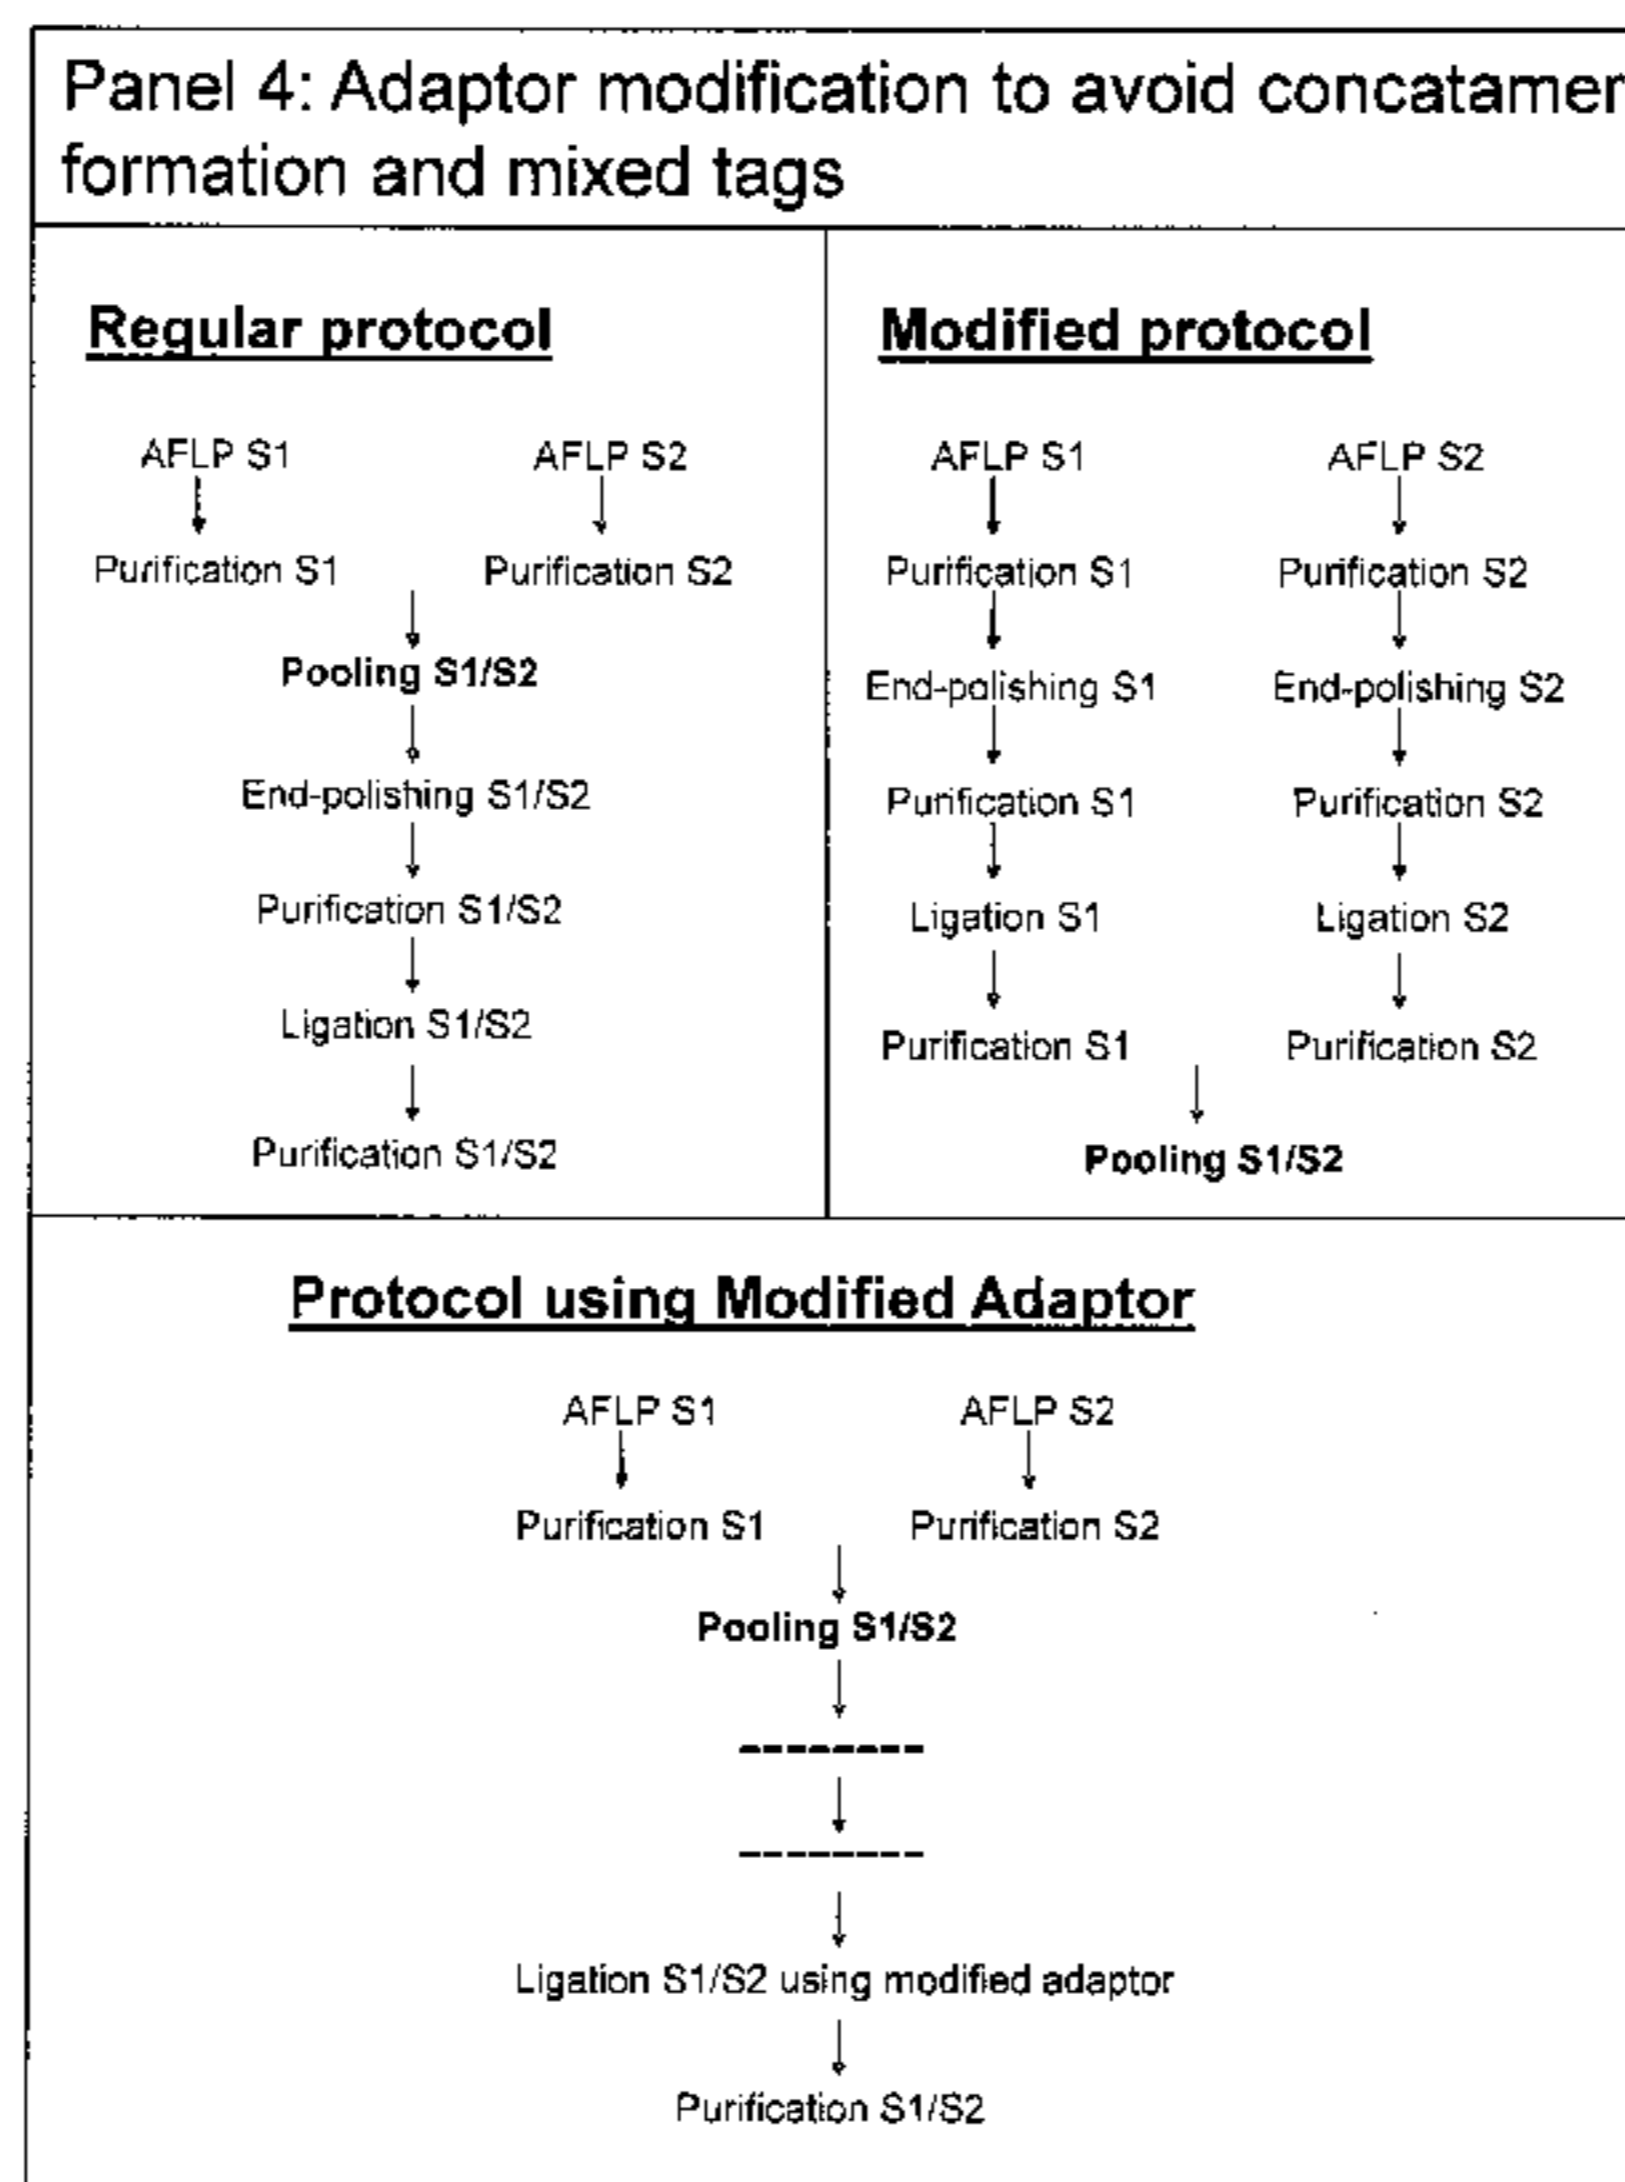 Panel 4: Adaptor modification to avoid concatamer
formation and mixed tags
Regular protocol
AFLP S1 AFLP S2
Purification S1 Purification S2
Pooling S1/S2
End-polishing S1/S2
Purification S1/S2
Ligation S1/S2
Purification S1/S2
Modified protocol
AFLP S1 AFLP S2
Purification S1 Purification S2
End-polishing S1 End-polishing S2
Purification S1 Purification S2
Ligation S1 Ligation S2
Purification S1 Purification S2
Pooling S1/S2
Protocol using Modified Adaptor
AFLP S1 AFLP S2
Purification S1 Purification S2
Pooling S1/S2
--------
--------
Ligation S1/S2 using modified adaptor
Purification S1/S2